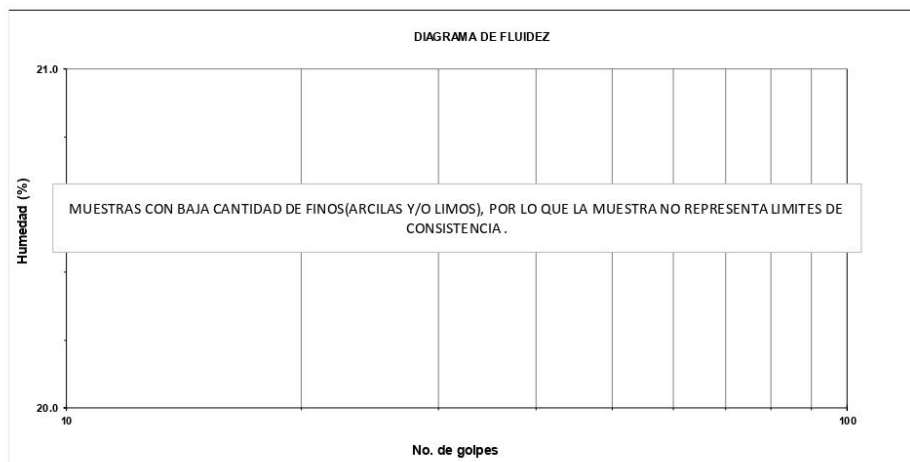 DIAGRAMA DE FLUIDEZ
21.0
Humedad (%)
MUESTRAS CON BAJA CANTIDAD DE FINOS(ARCILAS Y/O LIMOS), POR LO QUE LA MUESTRA NO REPRESENTA LIMITES DE
CONSISTENCIA .
20.0
10
100
No. de golpes